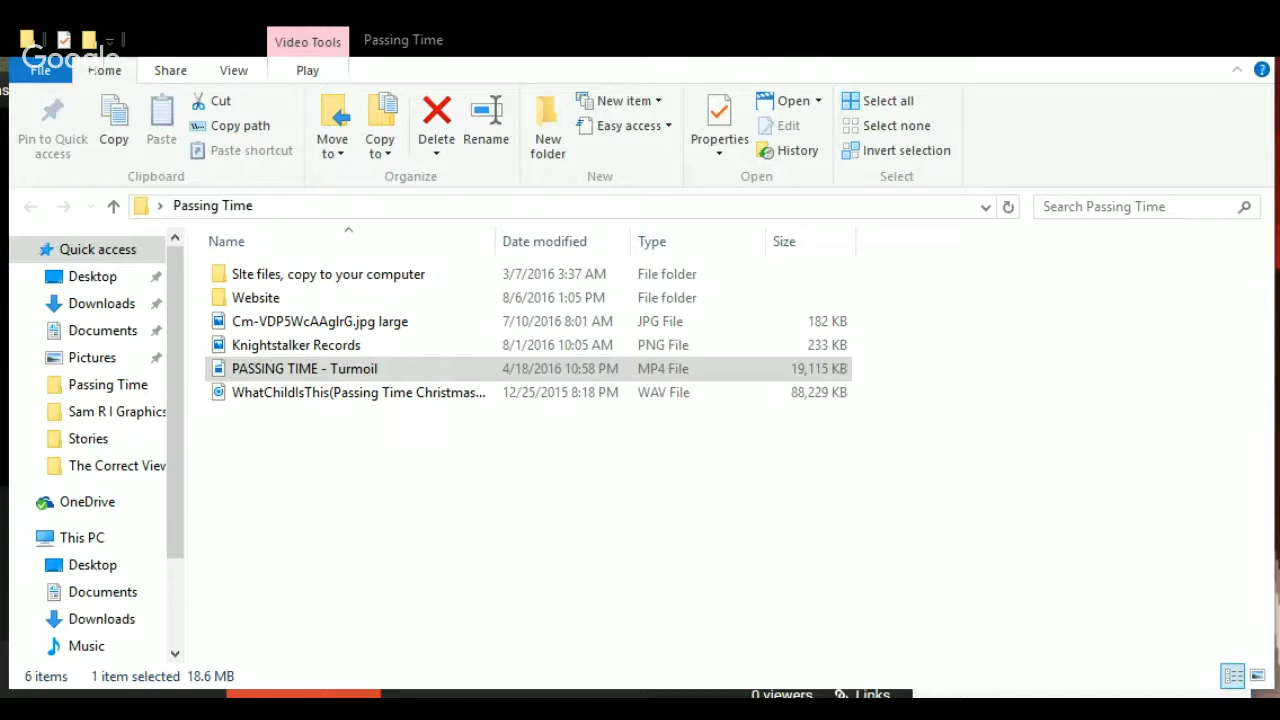 Video Tools Passing Time
Google
File Home Share View Play
Pin to Quick access
Copy
Paste
Cut
Copy path
Paste shortcut
Clipboard
Move to
Copy to
Delete
Rename
Organize
New folder
New item
Easy access
New
Properties
Open
Edit
History
Open
Select all
Select none
Invert selection
Select
Passing Time
Search Passing Time
Quick access
Desktop
Downloads
Documents
Pictures
Passing Time
Sam R I Graphics
Stories
The Correct View
OneDrive
This PC
Desktop
Documents
Downloads
Music
Name Date modified Type Size
SIte files, copy to your computer 3/7/2016 3:37 AM File folder
Website 8/6/2016 1:05 PM File folder
Cm-VDP5WcAAgIrG.jpg large 7/10/2016 8:01 AM JPG File 182 KB
Knightstalker Records 8/1/2016 10:05 AM PNG File 233 KB
PASSING TIME - Turmoil 4/18/2016 10:58 PM MP4 File 19,115 KB
WhatChildIsThis(Passing Time Christmas... 12/25/2015 8:18 PM WAV File 88,229 KB
6 items 1 item selected 18.6 MB
0 viewers Links